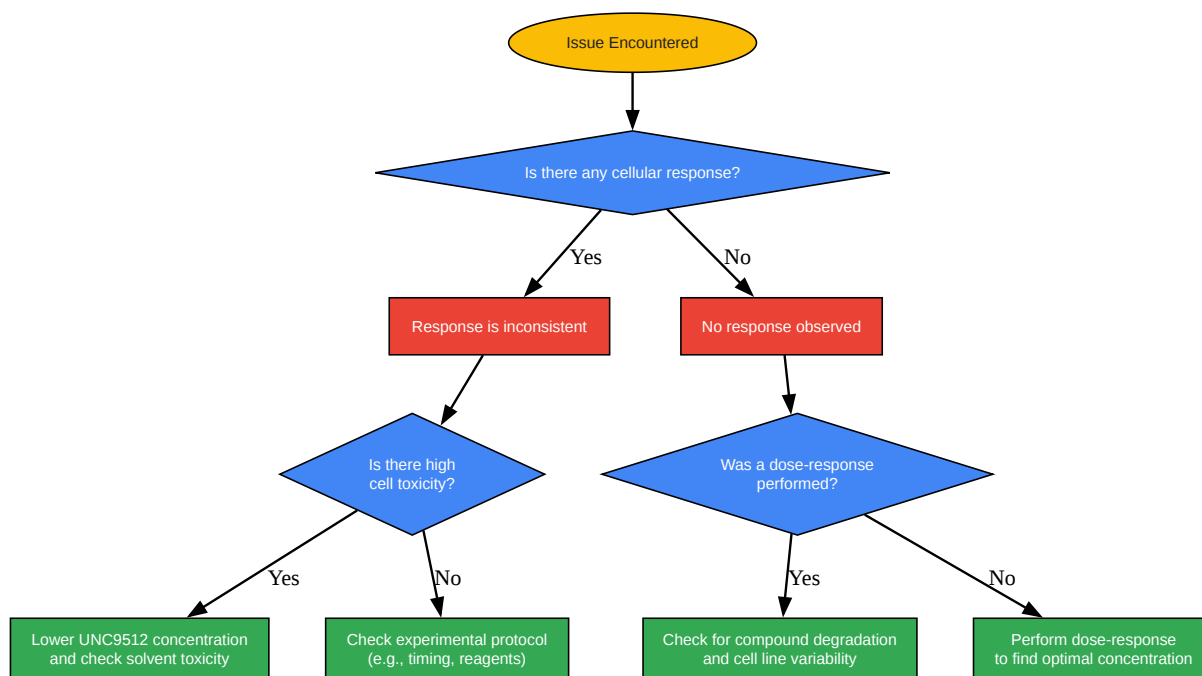 Issue Encountered
Is there any cellular response?
Yes
No
Response is inconsistent
No response observed
Is there high
cell toxicity?
Was a dose-response
performed?
Yes
No
Yes
No
Lower UNC9512 concentration
and check solvent toxicity
Check experimental protocol
(e.g., timing, reagents)
Check for compound degradation
and cell line variability
Perform dose-response
to find optimal concentration